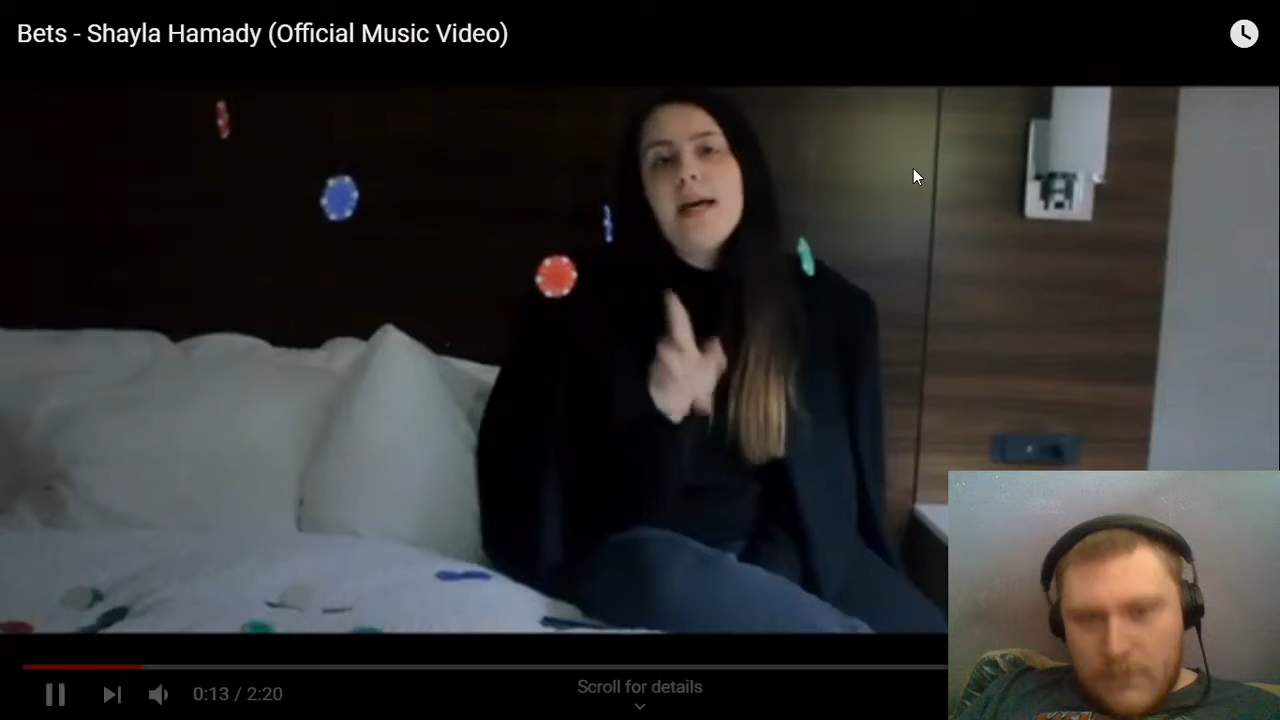 Bets - Shayla Hamady (Official Music Video)
0:13 / 2:20
Scroll for details